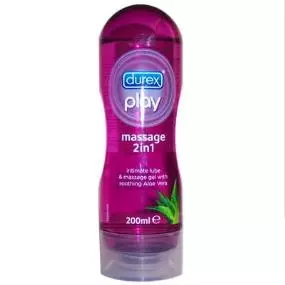 durex
play
massage
2in1
intimate lube
& massage gel with
soothing Aloe Vera
200ml ℮